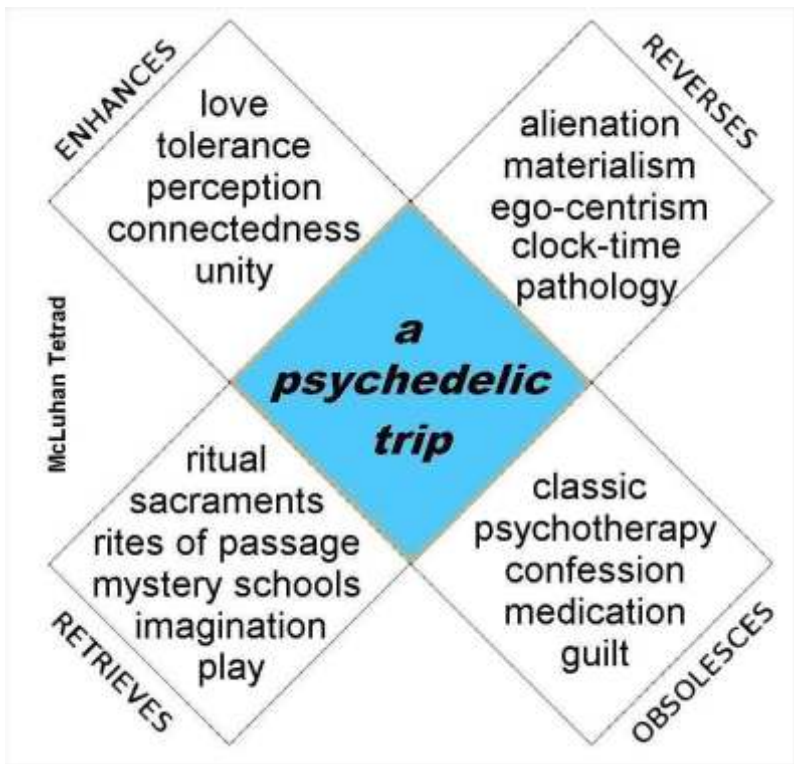 ENHANCES
love
tolerance
perception
connectedness
unity
REVERSES
alienation
materialism
ego-centrism
clock-time
pathology
McLuhan Tetrad
a
psychedelic
trip
RETRIEVES
ritual
sacraments
rites of passage
mystery schools
imagination
play
OBSOLESCES
classic
psychotherapy
confession
medication
guilt